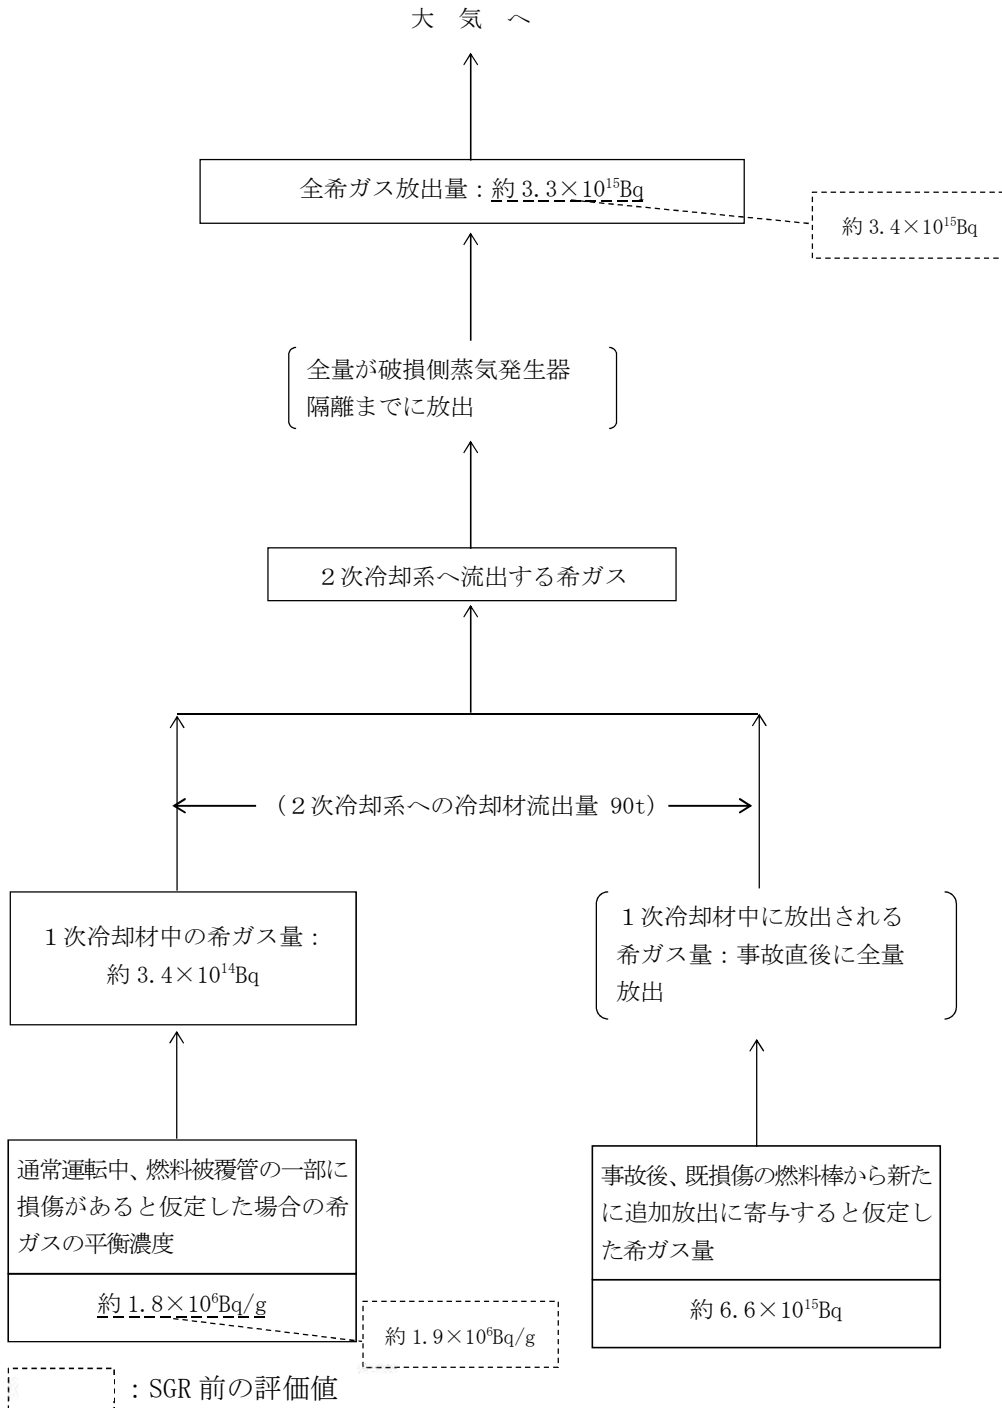 大 気 へ
全希ガス放出量：約 3.3×10¹⁵Bq
約 3.4×10¹⁵Bq
全量が破損側蒸気発生器
隔離までに放出
２次冷却系へ流出する希ガス
（２次冷却系への冷却材流出量 90t）
１次冷却材中の希ガス量：
約 3.4×10¹⁴Bq
１次冷却材中に放出される
希ガス量：事故直後に全量
放出
通常運転中、燃料被覆管の一部に
損傷があると仮定した場合の希
ガスの平衡濃度
約 1.8×10⁶Bq/g
約 1.9×10⁶Bq/g
事故後、既損傷の燃料棒から新た
に追加放出に寄与すると仮定し
た希ガス量
約 6.6×10¹⁵Bq
：SGR 前の評価値